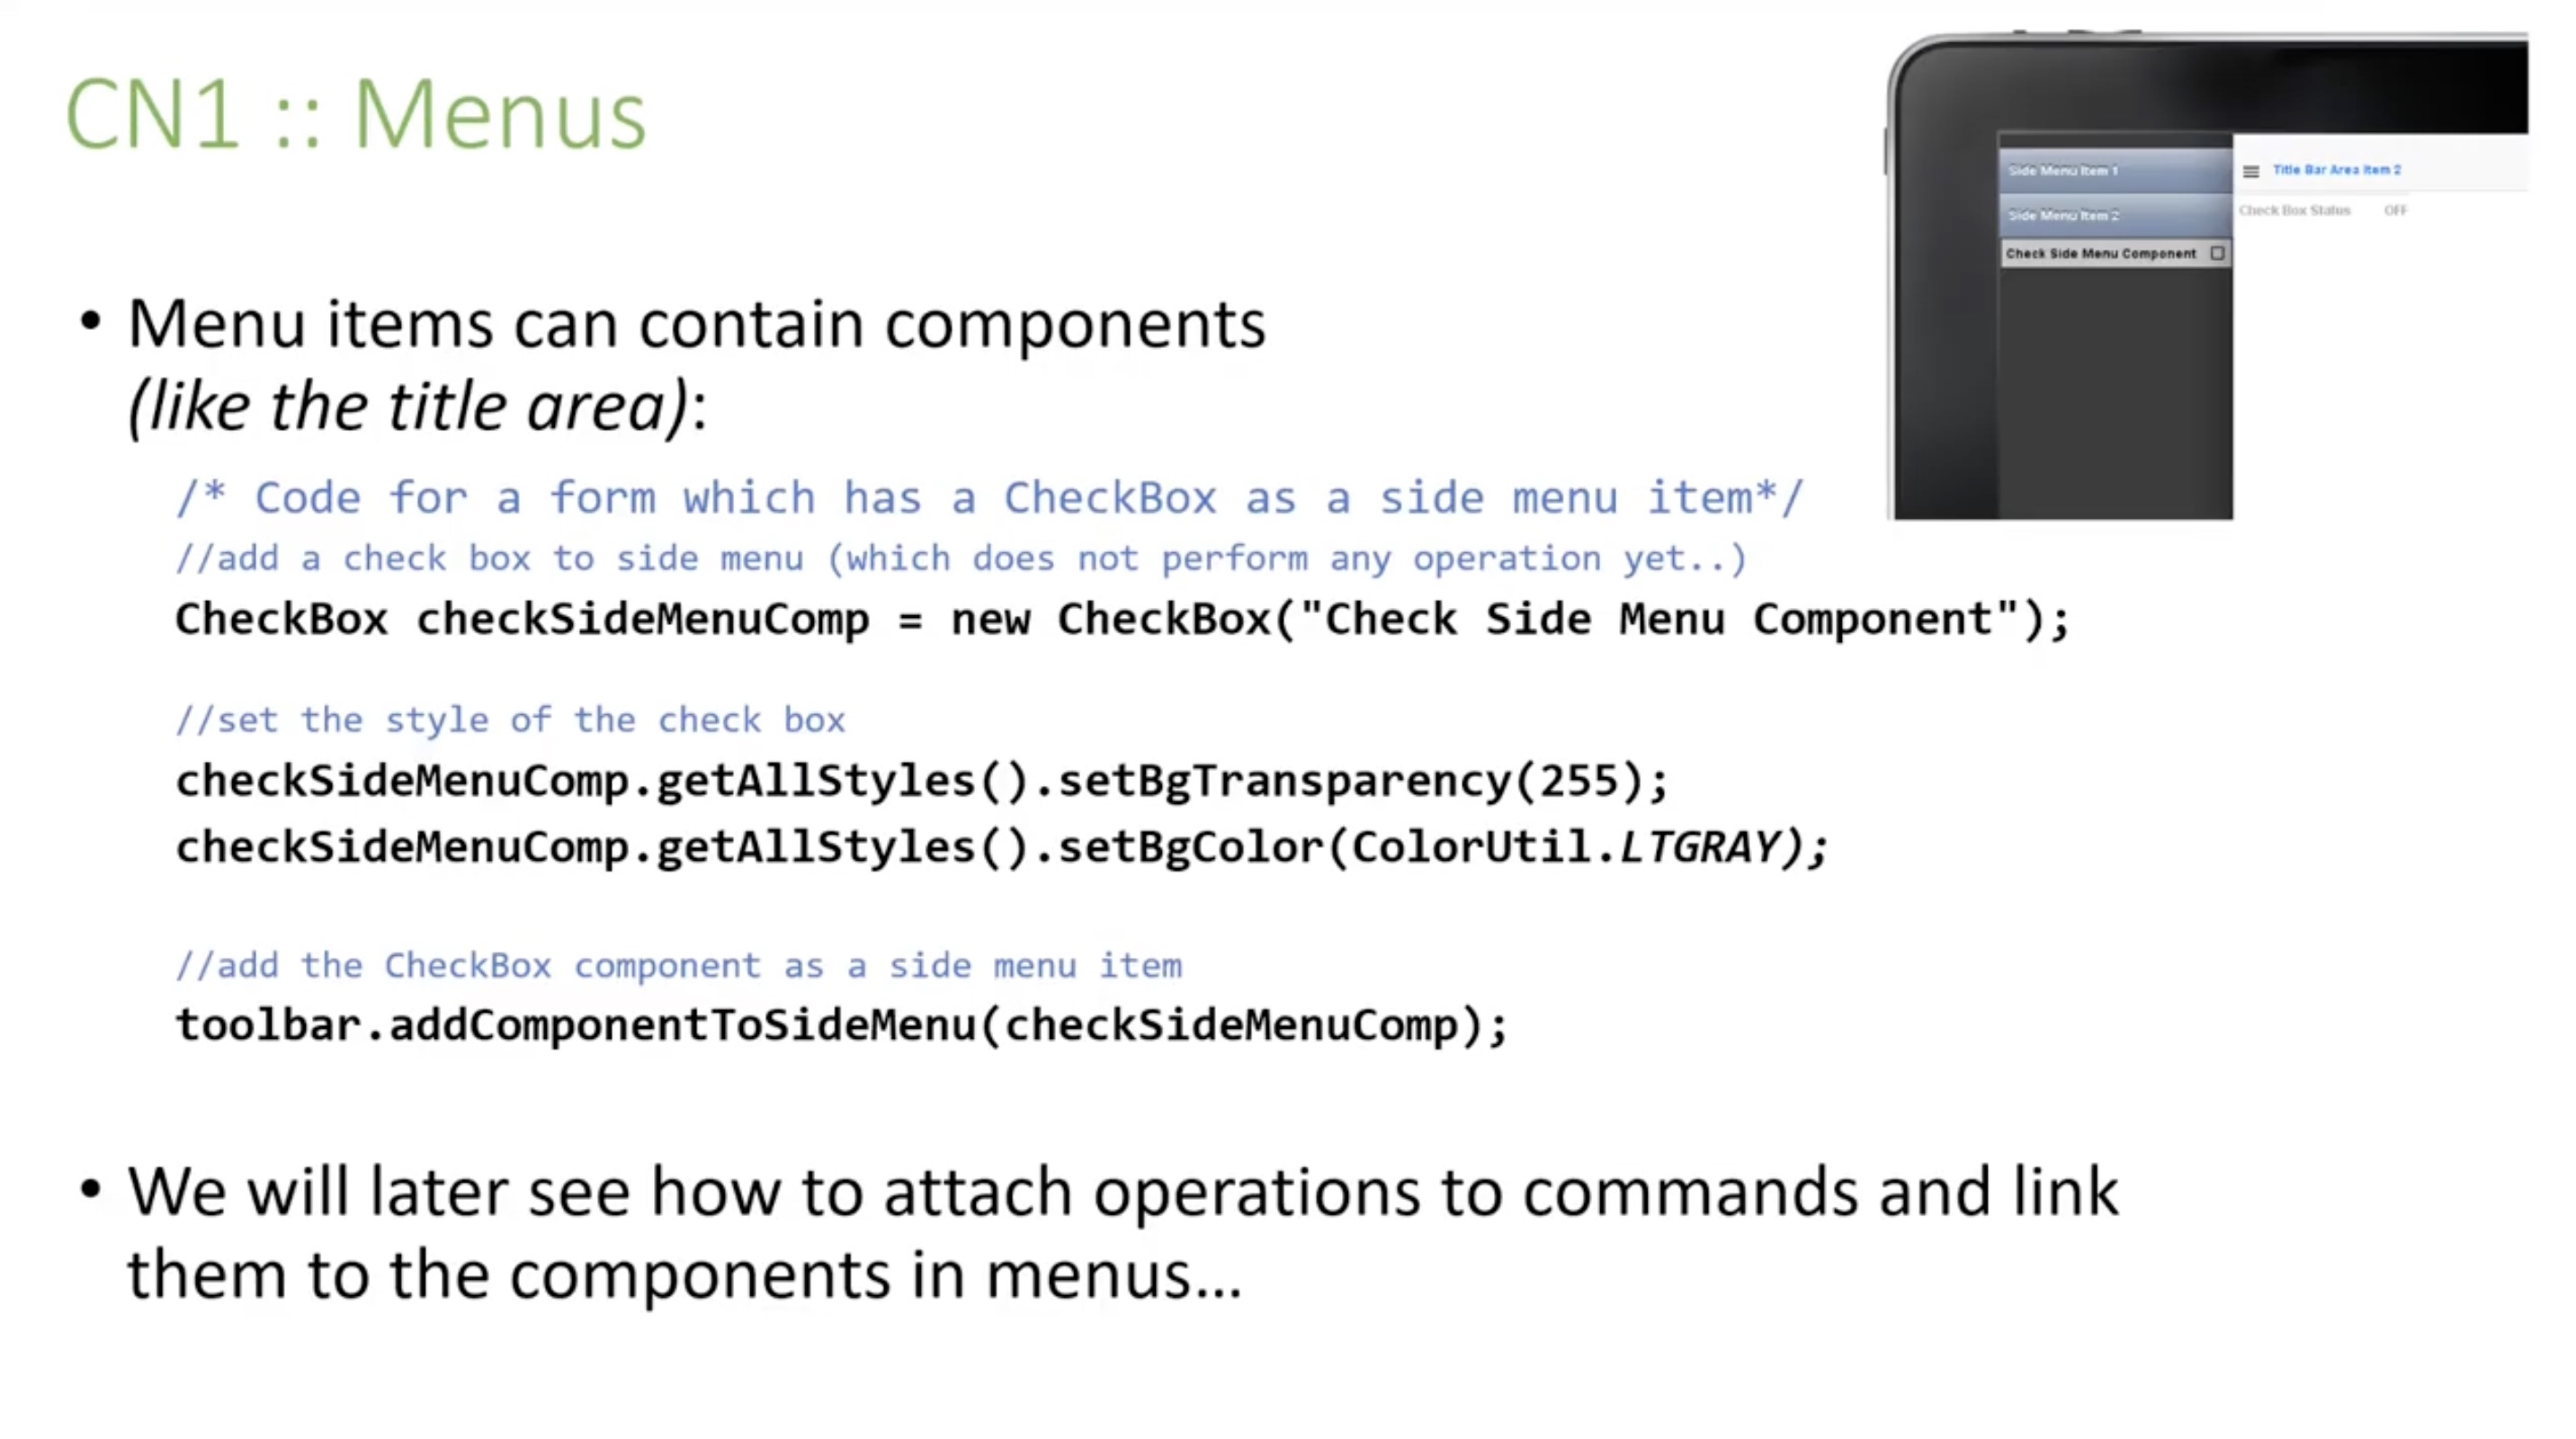 CN1 :: Menus
Side Menu Item 1
Side Menu Item 2
Check Side Menu Component
Title Bar Area Item 2
Check Box Status OFF
• Menu items can contain components
(like the title area):
/* Code for a form which has a CheckBox as a side menu item*/
//add a check box to side menu (which does not perform any operation yet..)
CheckBox checkSideMenuComp = new CheckBox("Check Side Menu Component");
//set the style of the check box
checkSideMenuComp.getAllStyles().setBgTransparency(255);
checkSideMenuComp.getAllStyles().setBgColor(ColorUtil.LTGRAY);
//add the CheckBox component as a side menu item
toolbar.addComponentToSideMenu(checkSideMenuComp);
• We will later see how to attach operations to commands and link
them to the components in menus…